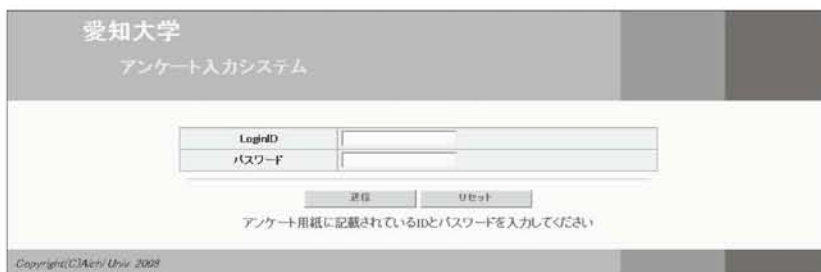 愛知大学
アンケート入力システム
LoginID
パスワード
送信 リセット
アンケート用紙に記載されているIDとパスワードを入力してください
Copyright(C)Aichi Univ. 2008